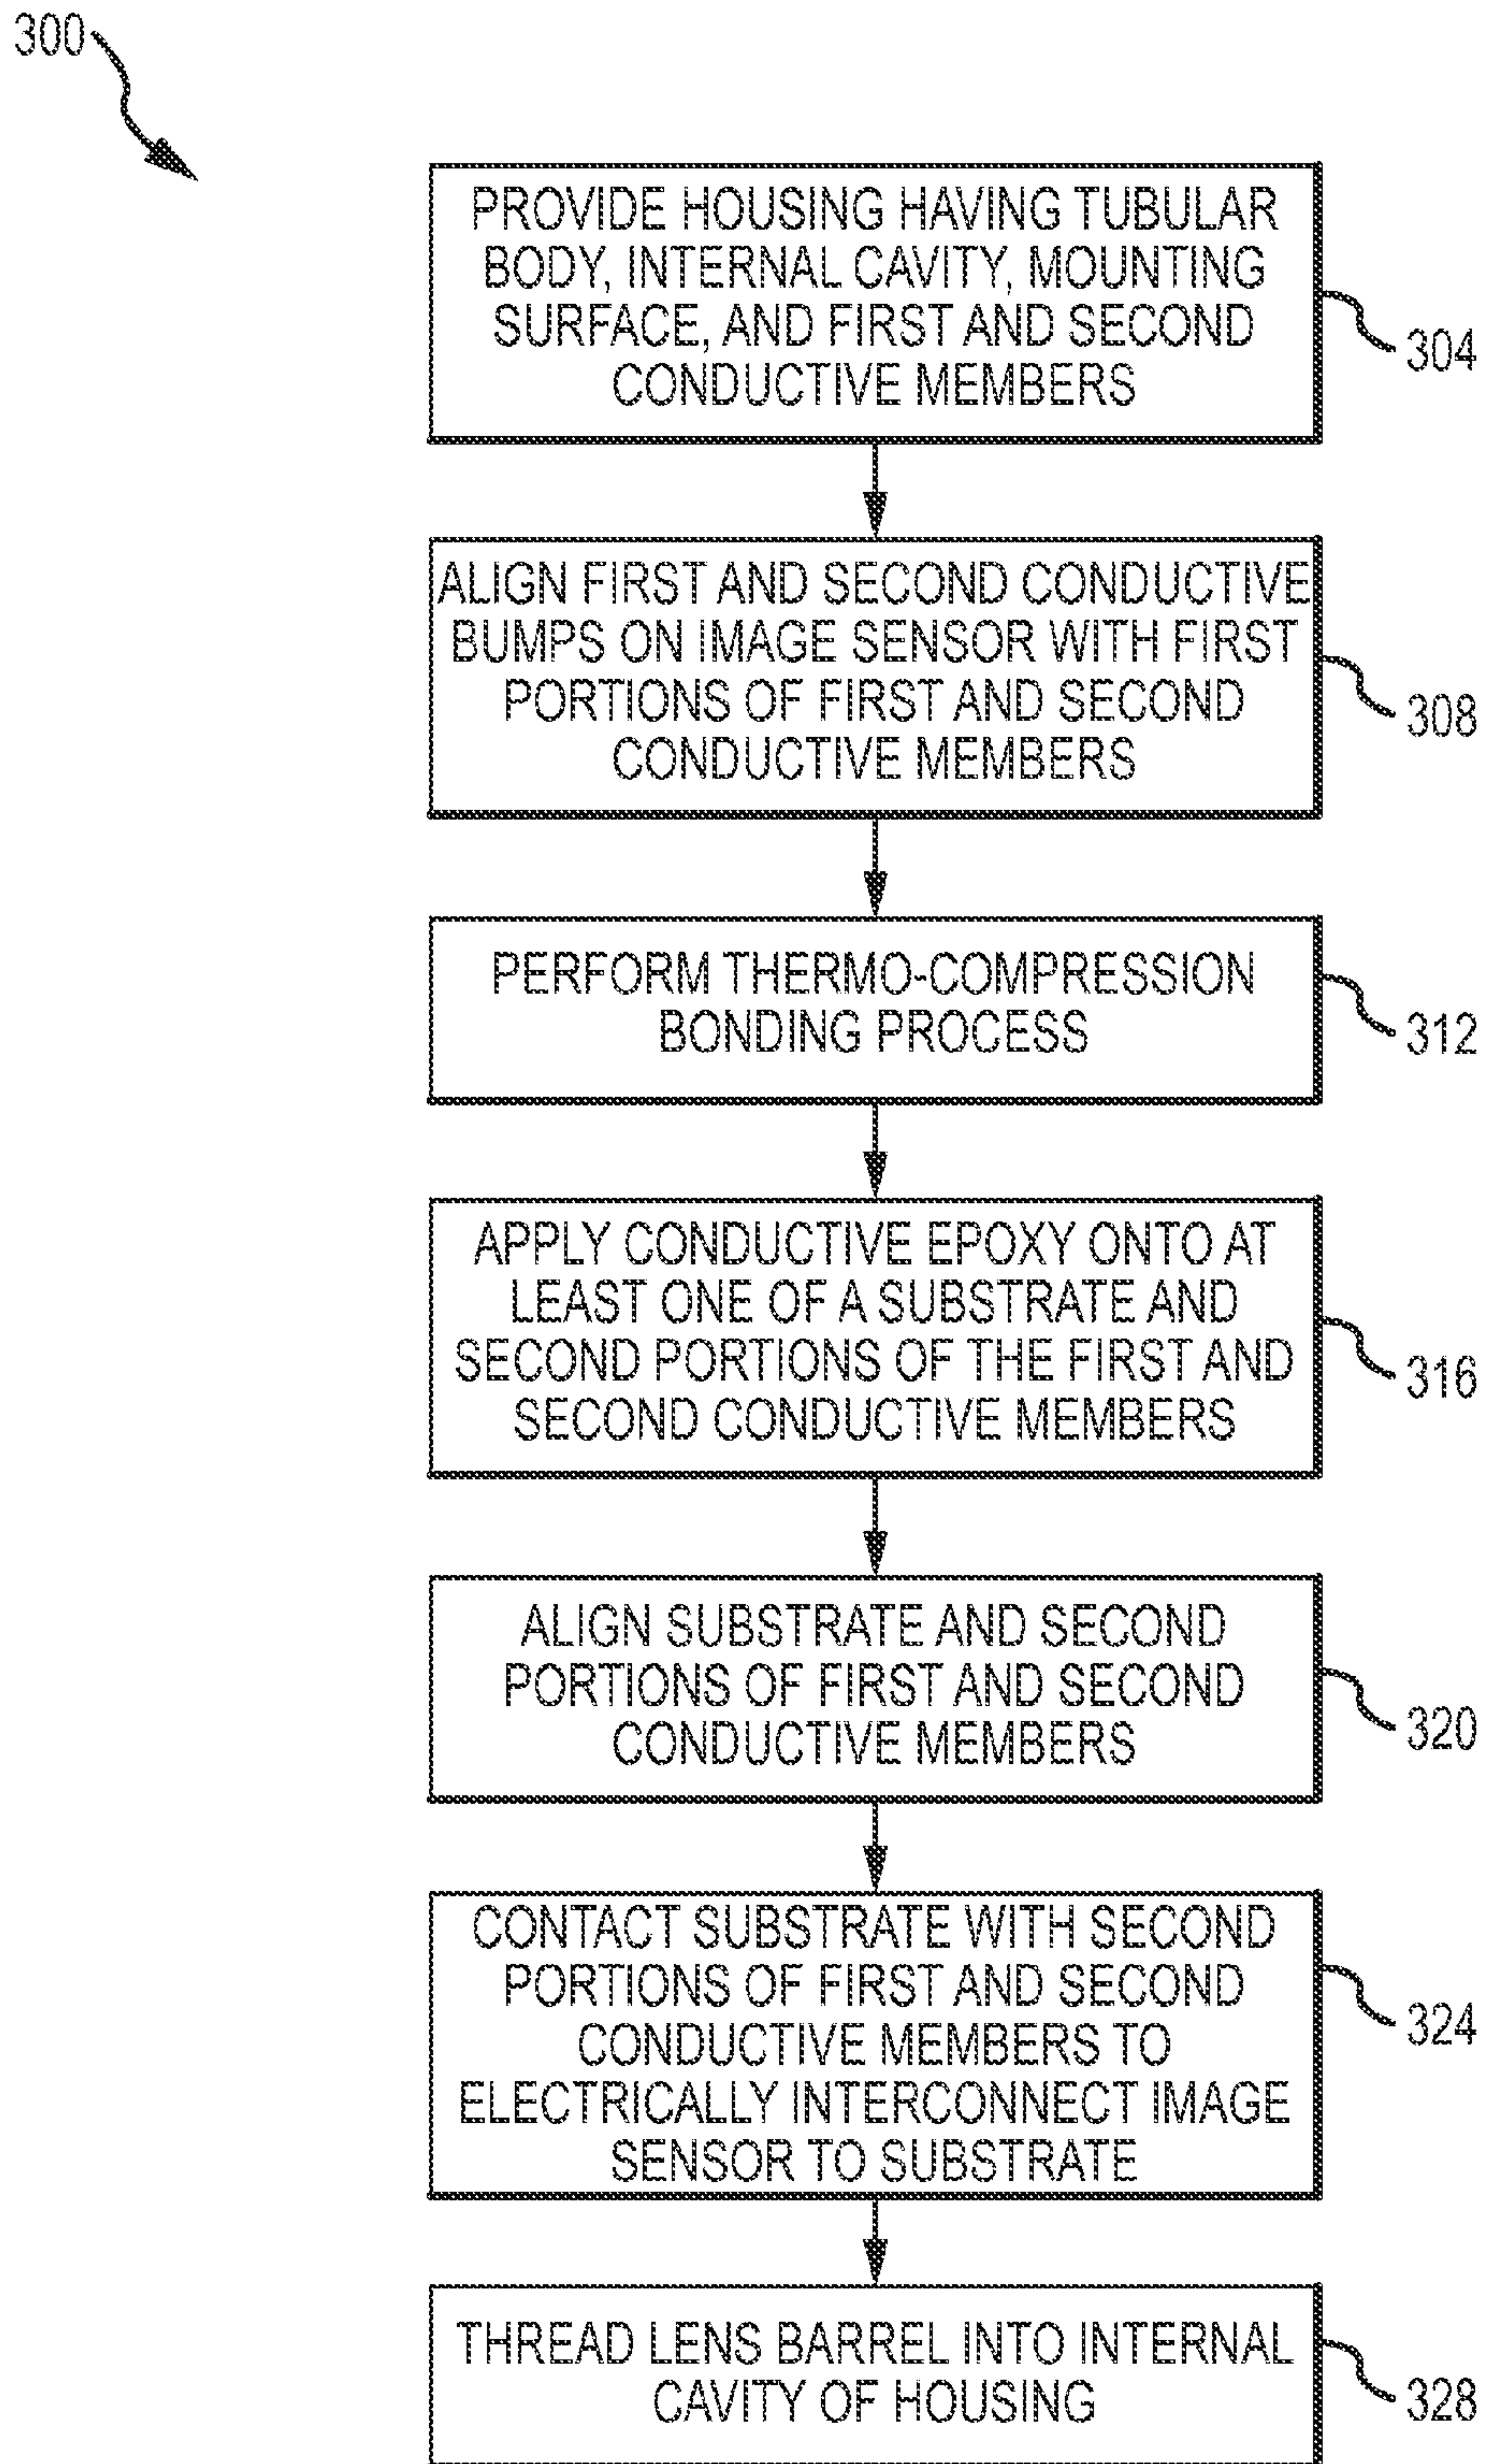 300
PROVIDE HOUSING HAVING TUBULAR
BODY, INTERNAL CAVITY, MOUNTING
SURFACE, AND FIRST AND SECOND
CONDUCTIVE MEMBERS
304
ALIGN FIRST AND SECOND CONDUCTIVE
BUMPS ON IMAGE SENSOR WITH FIRST
PORTIONS OF FIRST AND SECOND
CONDUCTIVE MEMBERS
308
PERFORM THERMO-COMPRESSION
BONDING PROCESS
312
APPLY CONDUCTIVE EPOXY ONTO AT
LEAST ONE OF A SUBSTRATE AND
SECOND PORTIONS OF THE FIRST AND
SECOND CONDUCTIVE MEMBERS
316
ALIGN SUBSTRATE AND SECOND
PORTIONS OF FIRST AND SECOND
CONDUCTIVE MEMBERS
320
CONTACT SUBSTRATE WITH SECOND
PORTIONS OF FIRST AND SECOND
CONDUCTIVE MEMBERS TO
ELECTRICALLY INTERCONNECT IMAGE
SENSOR TO SUBSTRATE
324
THREAD LENS BARREL INTO INTERNAL
CAVITY OF HOUSING
328